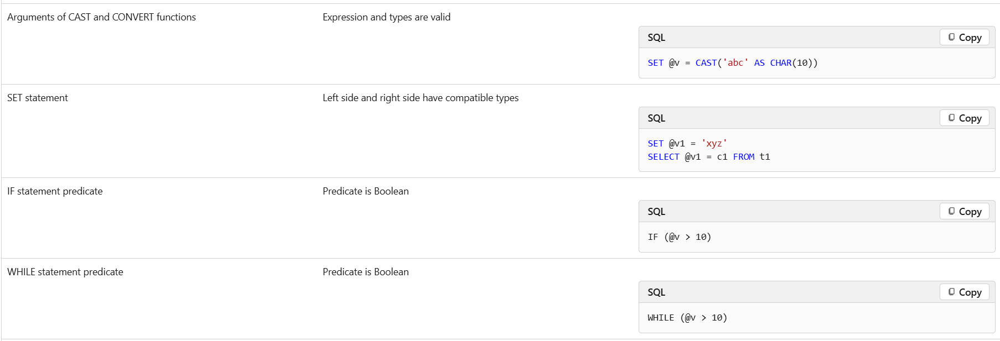 Arguments of CAST and CONVERT functions
Expression and types are valid
SQL
Copy
SET @v = CAST('abc' AS CHAR(10))
SET statement
Left side and right side have compatible types
SQL
Copy
SET @v1 = 'xyz'
SELECT @v1 = c1 FROM t1
IF statement predicate
Predicate is Boolean
SQL
Copy
IF (@v > 10)
WHILE statement predicate
Predicate is Boolean
SQL
Copy
WHILE (@v > 10)